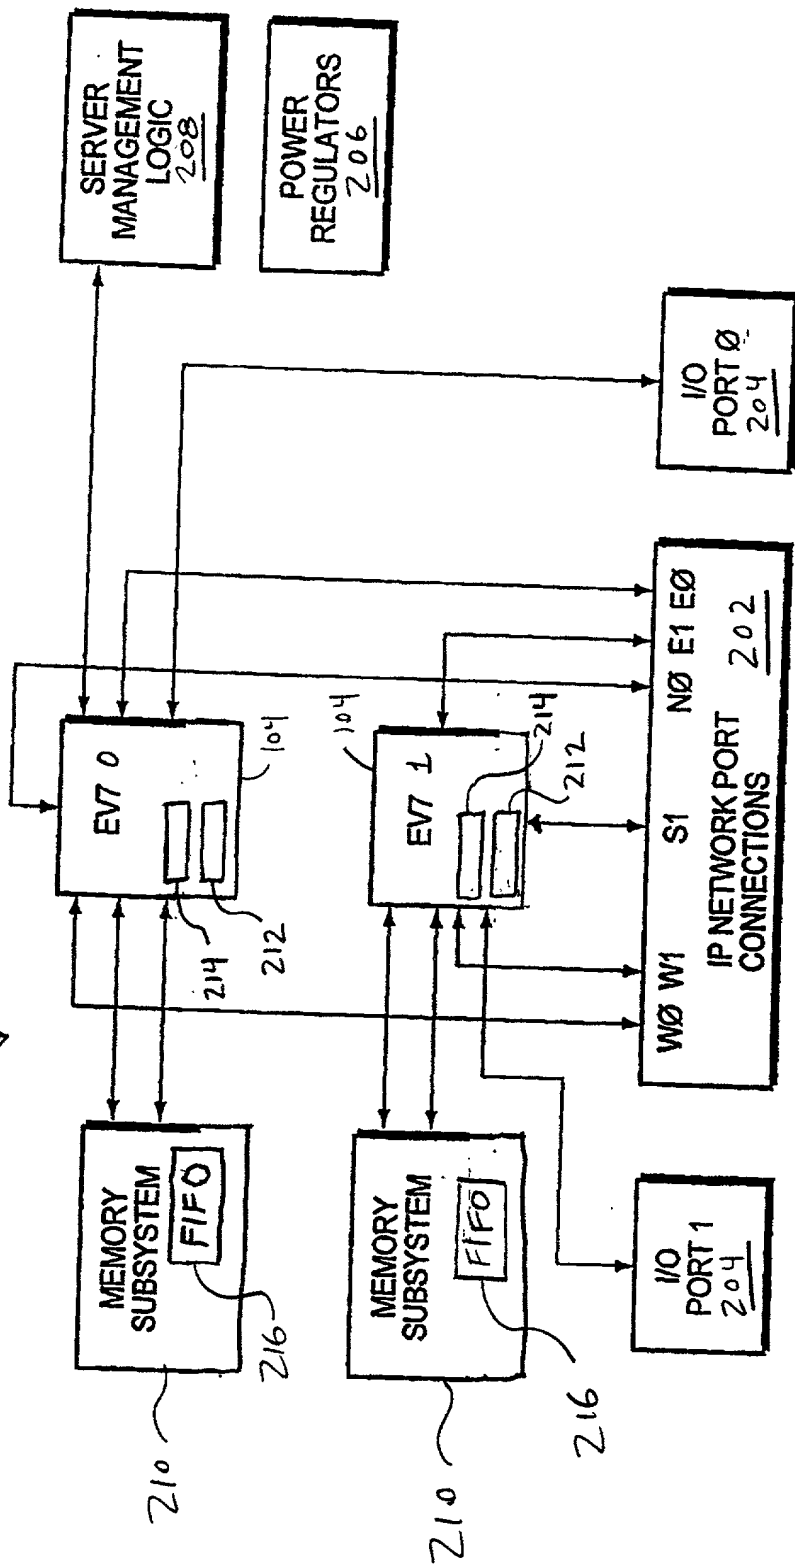 MEMORY
SUBSYSTEM
FIFO
216
210
EV7 0
214
212
104
SERVER
MANAGEMENT
LOGIC
208
POWER
REGULATORS
206
MEMORY
SUBSYSTEM
FIFO
216
210
104
EV7 1
214
212
I/O
PORT 1
204
WØ W1 S1 NØ E1 EØ
IP NETWORK PORT
CONNECTIONS
202
I/O
PORT Ø
204